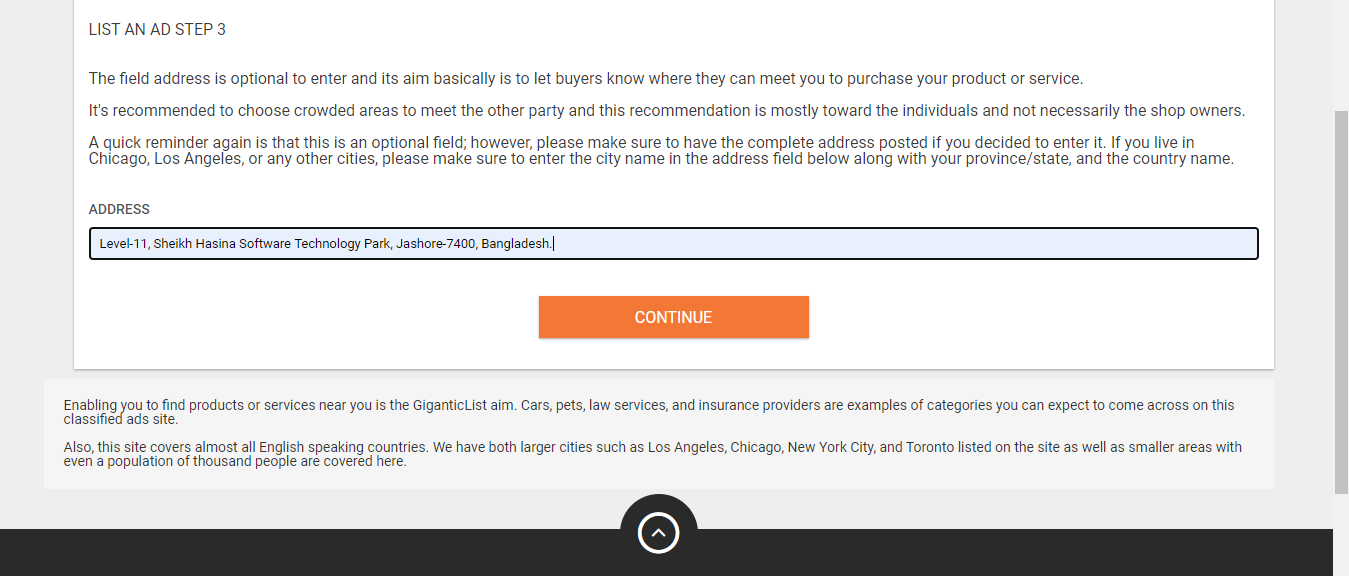 LIST AN AD STEP 3
The field address is optional to enter and its aim basically is to let buyers know where they can meet you to purchase your product or service.
It's recommended to choose crowded areas to meet the other party and this recommendation is mostly toward the individuals and not necessarily the shop owners.
A quick reminder again is that this is an optional field; however, please make sure to have the complete address posted if you decided to enter it. If you live in
Chicago, Los Angeles, or any other cities, please make sure to enter the city name in the address field below along with your province/state, and the country name.
ADDRESS
Level-11, Sheikh Hasina Software Technology Park, Jashore-7400, Bangladesh.
CONTINUE
Enabling you to find products or services near you is the GiganticList aim. Cars, pets, law services, and insurance providers are examples of categories you can expect to come across on this
classified ads site.
Also, this site covers almost all English speaking countries. We have both larger cities such as Los Angeles, Chicago, New York City, and Toronto listed on the site as well as smaller areas with
even a population of thousand people are covered here.